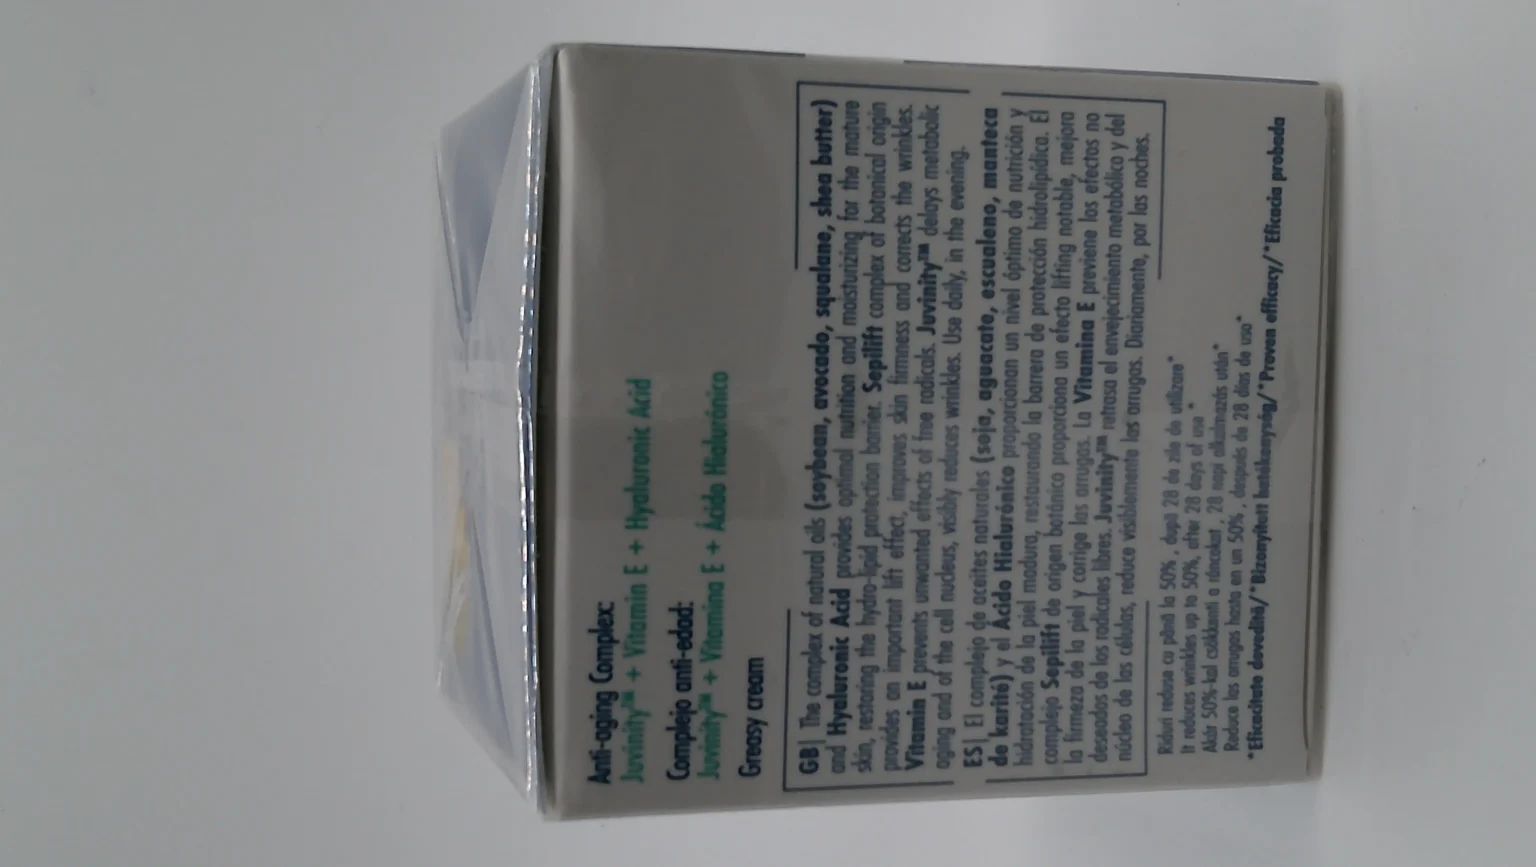 Anti-aging Complex:
Juvinity™ + Vitamin E + Hyaluronic Acid
Complejo anti-edad:
Juvinity™ + Vitamina E + Ácido Hialurónico
Greasy cream
GB| The complex of natural oils (soybean, avocado, squalane, shea butter)
and Hyaluronic Acid provides optimal nutrition and moisturizing for the mature
skin, restoring the hydro-lipid protection barrier. Sepilift complex of botanical origin
provides an important lift effect, improves skin firmness and corrects the wrinkles.
Vitamin E prevents unwanted effects of free radicals. Juvinity™ delays metabolic
aging and of the cell nucleus, visibly reduces wrinkles. Use daily, in the evening.
ES| El complejo de aceites naturales (soja, aguacate, escualeno, manteca
de karité) y el Ácido Hialurónico proporcionan un nivel óptimo de nutrición y
hidratación de la piel madura, restaurando la barrera de protección hidrolipídica. El
complejo Sepilift de origen botánico proporciona un efecto lifting notable, mejora
la firmeza de la piel y corrige las arrugas. La Vitamina E previene los efectos no
deseados de los radicales libres. Juvinity™ retrasa el envejecimiento metabólico y del
núcleo de las células, reduce visiblemente las arrugas. Diariamente, por las noches.
Riduri reduse cu până la 50%, după 28 de zile de utilizare*
It reduces wrinkles up to 50%, after 28 days of use*
Akár 50%-kal csökkenti a ráncokat, 28 napi alkalmazás után*
Reduce las arrugas hasta en un 50%, después de 28 días de uso*
*Eficacitate dovedită/*Bizonyított hatékonyság/*Proven efficacy/*Eficacia probada